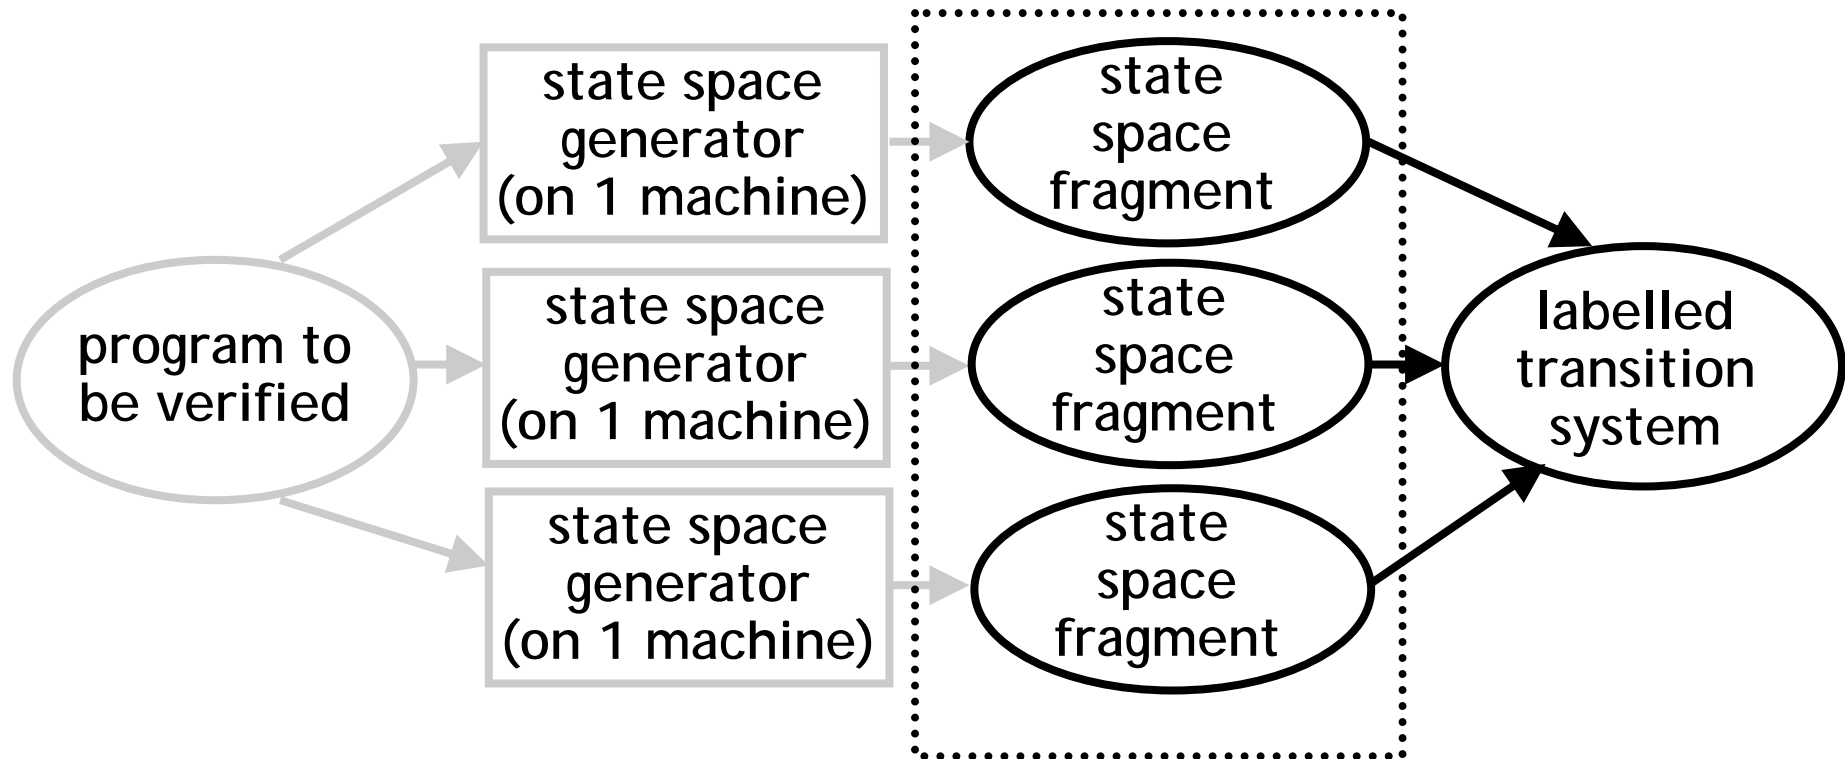 program to
be verified
state space
generator
(on 1 machine)
state space
generator
(on 1 machine)
state space
generator
(on 1 machine)
state
space
fragment
state
space
fragment
state
space
fragment
labelled
transition
system